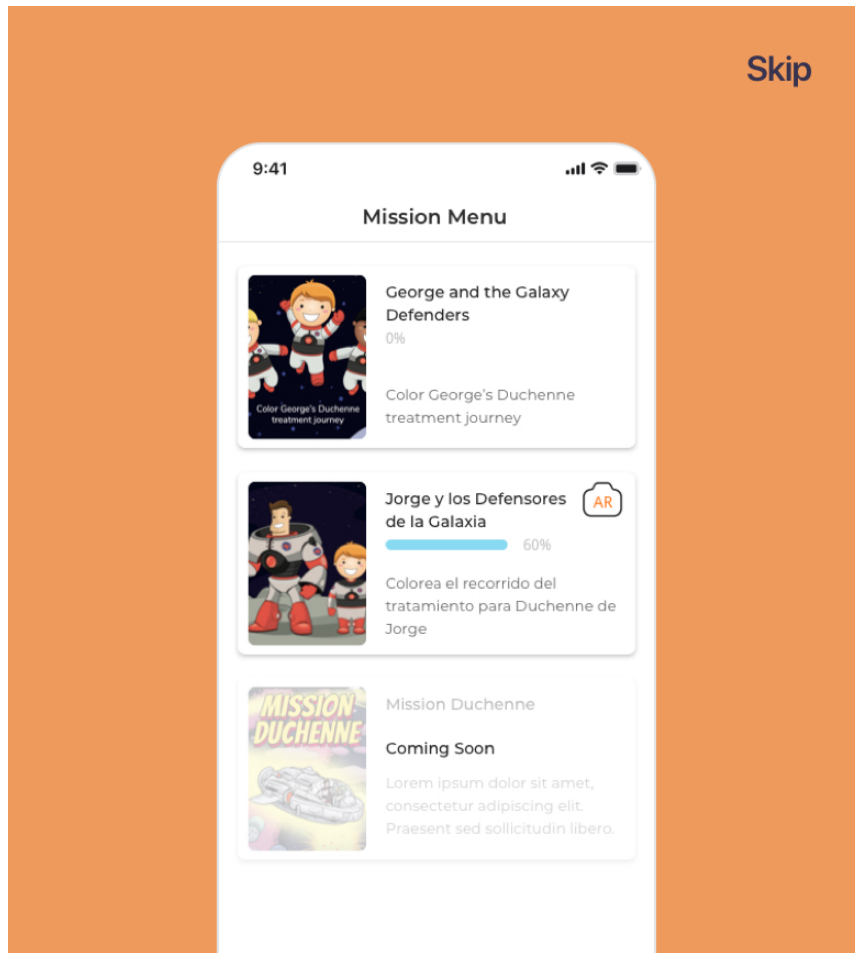 Skip
9:41
Mission Menu
George and the Galaxy
Defenders
0%
Color George's Duchenne
treatment journey
Color George's Duchenne
treatment journey
Jorge y los Defensores
de la Galaxia
AR
60%
Colorea el recorrido del
tratamiento para Duchenne de
Jorge
MISSION
DUCHENNE
Mission Duchenne
Coming Soon
Lorem ipsum dolor sit amet,
consectetur adipiscing elit.
Praesent sed sollicitudin libero.